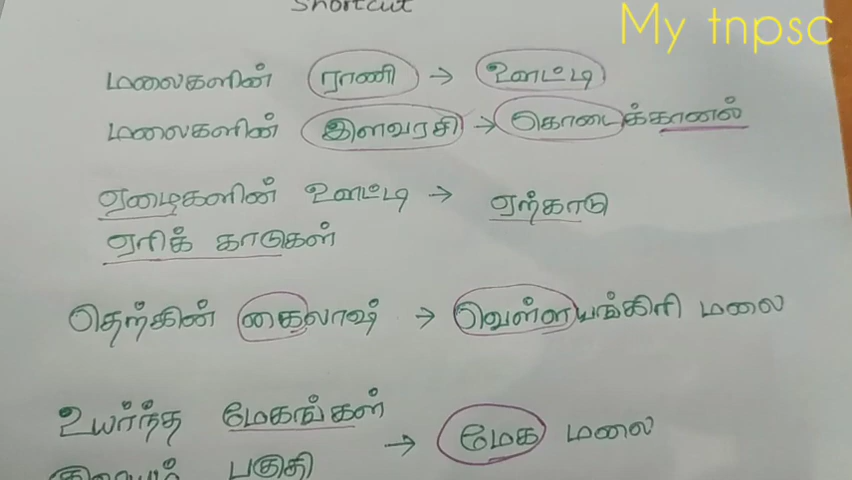 Shortcut
My tnpsc
மலைகளின் ராணி → ஊட்டி
மலைகளின் இளவரசி → கொடைக்கானல்
ஏழைகளின் ஊட்டி → ஏற்காடு
ஏரிக் காடுகள்
தெற்கின் கைலாஷ் → வெள்ளயங்கிரி மலை
உயர்ந்த மேகங்கள்
→ மேக மலை
பகுதி